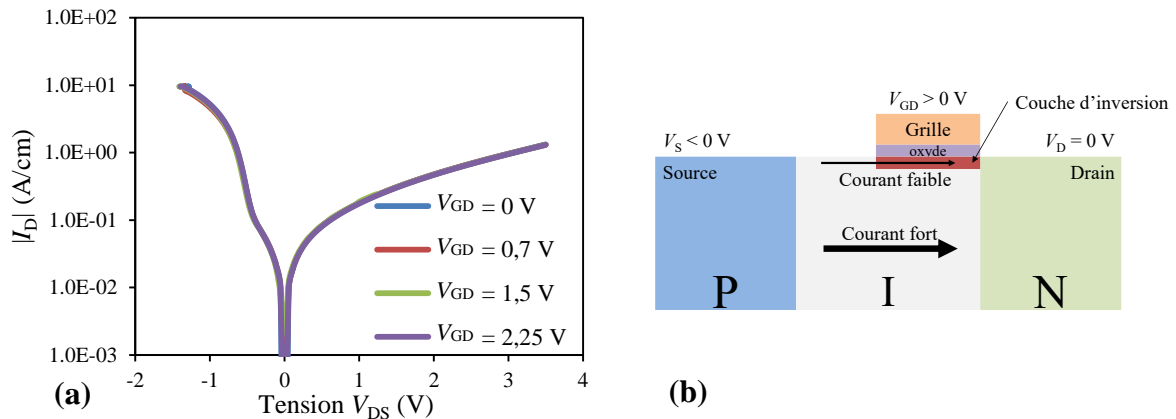 1.0E+02
1.0E+01
1.0E+00
1.0E-01
1.0E-02
1.0E-03
|ID| (A/cm)
VGD = 0 V
VGD = 0,7 V
VGD = 1,5 V
VGD = 2,25 V
-2 -1 0 1 2 3 4
Tension VDS (V)
(a)
VGD > 0 V
Couche d’inversion
VS < 0 V
Grille
oxyde
VD = 0 V
Source
Courant faible
Drain
Courant fort
P I N
(b)